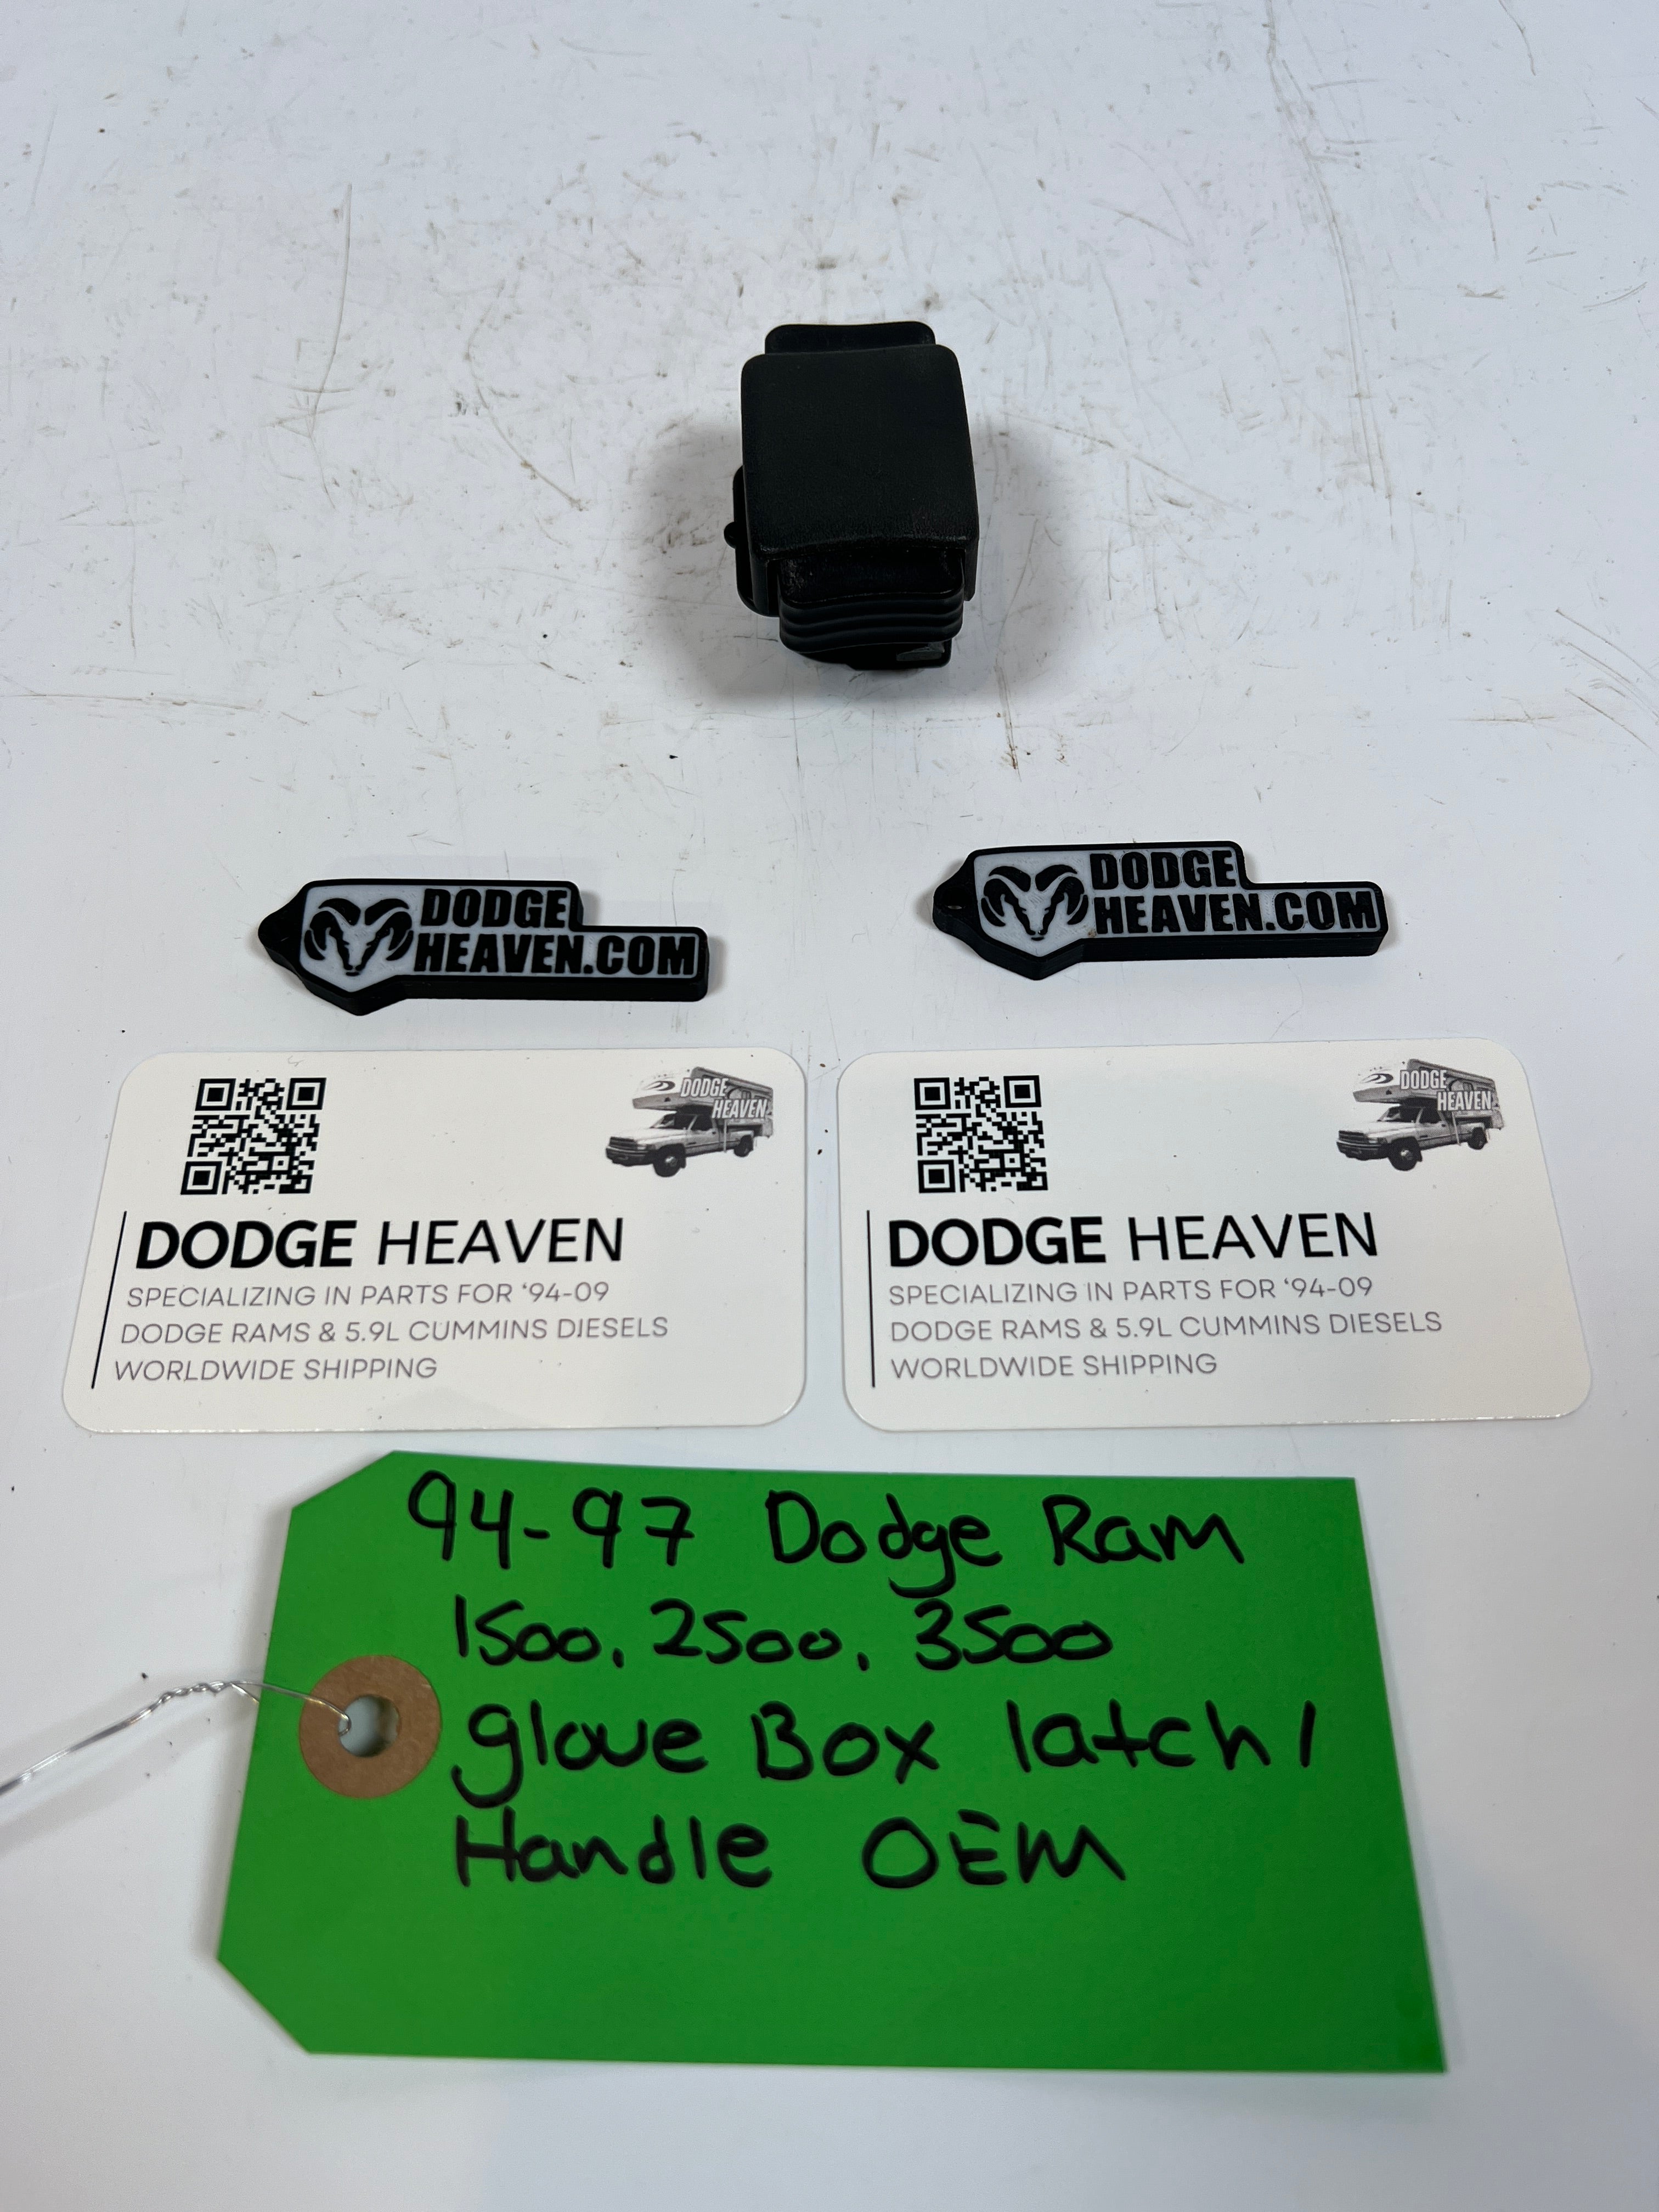 DODGE
HEAVEN.COM
DODGE
HEAVEN.COM
DODGE
HEAVEN
DODGE HEAVEN
SPECIALIZING IN PARTS FOR ‘94-09
DODGE RAMS & 5.9L CUMMINS DIESELS
WORLDWIDE SHIPPING
DODGE
HEAVEN
DODGE HEAVEN
SPECIALIZING IN PARTS FOR ‘94-09
DODGE RAMS & 5.9L CUMMINS DIESELS
WORLDWIDE SHIPPING
94-97 Dodge Ram
1500, 2500, 3500
glove Box latch/
Handle OEM